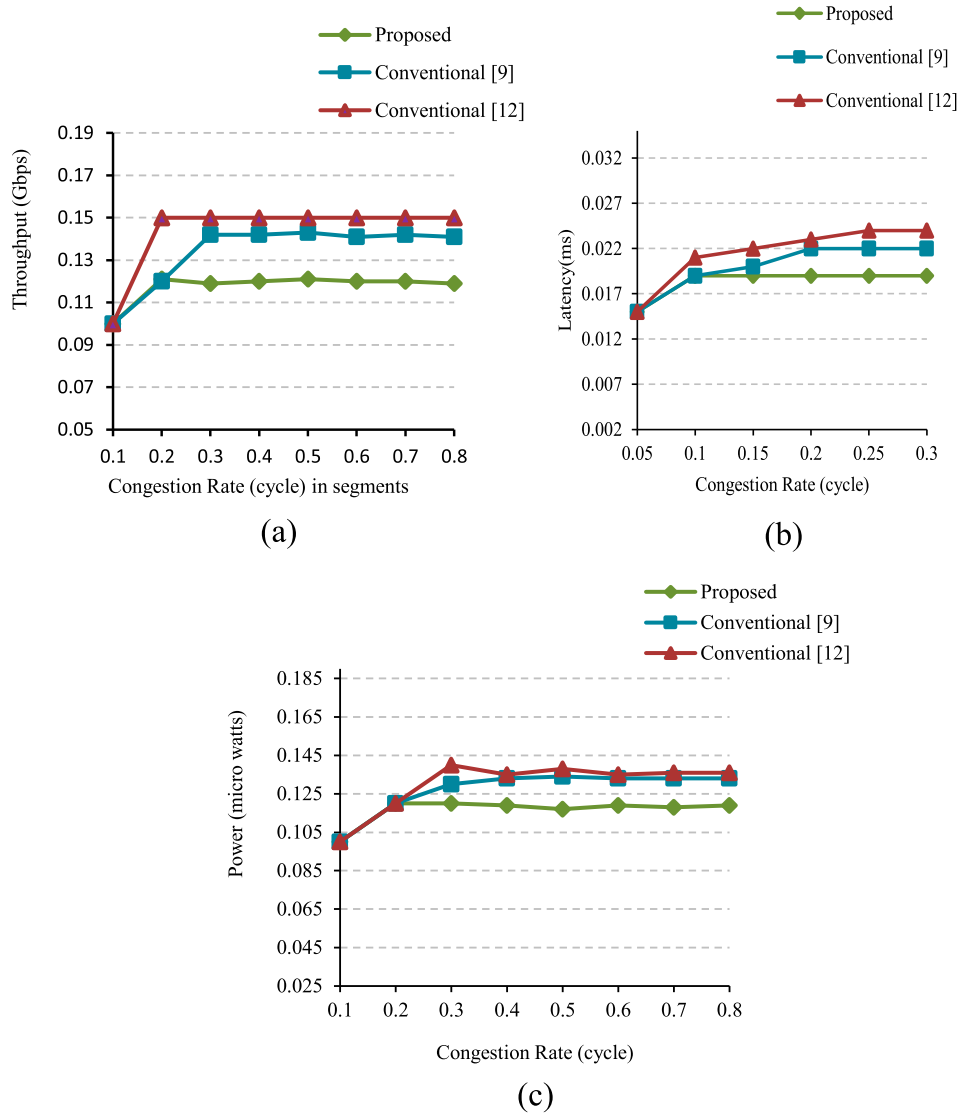 Proposed
Conventional [9]
Conventional [12]
Throughput (Gbps)
0.19
0.17
0.15
0.13
0.11
0.09
0.07
0.05
0.1 0.2 0.3 0.4 0.5 0.6 0.7 0.8
Congestion Rate (cycle) in segments
(a)
Proposed
Conventional [9]
Conventional [12]
Latency(ms)
0.032
0.027
0.022
0.017
0.012
0.007
0.002
0.05 0.1 0.15 0.2 0.25 0.3
Congestion Rate (cycle)
(b)
Proposed
Conventional [9]
Conventional [12]
Power (micro watts)
0.185
0.165
0.145
0.125
0.105
0.085
0.065
0.045
0.025
0.1 0.2 0.3 0.4 0.5 0.6 0.7 0.8
Congestion Rate (cycle)
(c)